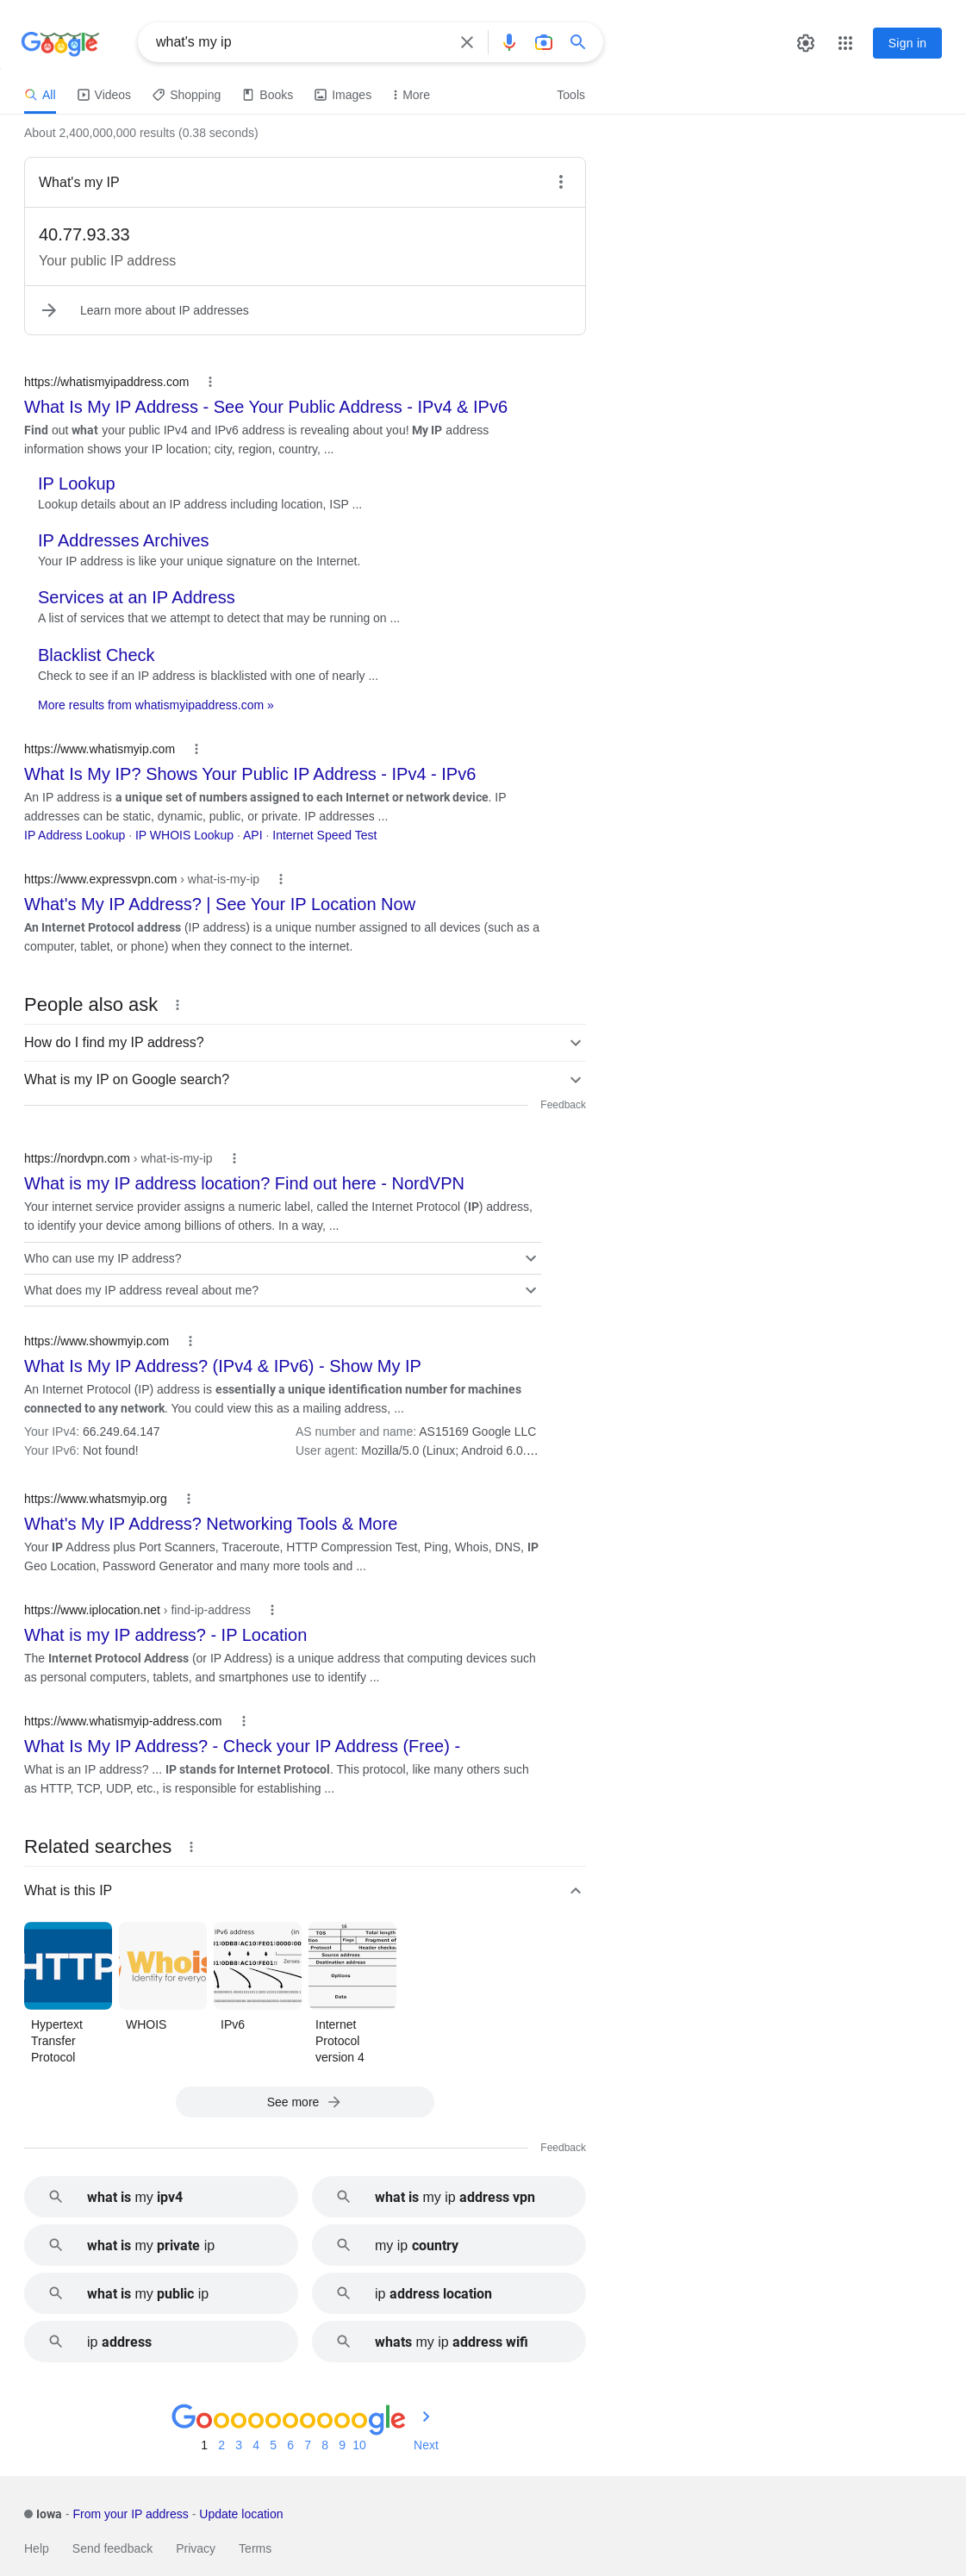 Google
what's my ip
Sign in
All
Videos
Shopping
Books
Images
More
Tools
About 2,400,000,000 results (0.38 seconds)
What's my IP
40.77.93.33
Your public IP address
Learn more about IP addresses
https://whatismyipaddress.com
What Is My IP Address - See Your Public Address - IPv4 & IPv6
Find out what your public IPv4 and IPv6 address is revealing about you! My IP address
information shows your IP location; city, region, country, ...
IP Lookup
Lookup details about an IP address including location, ISP ...
IP Addresses Archives
Your IP address is like your unique signature on the Internet.
Services at an IP Address
A list of services that we attempt to detect that may be running on ...
Blacklist Check
Check to see if an IP address is blacklisted with one of nearly ...
More results from whatismyipaddress.com »
https://www.whatismyip.com
What Is My IP? Shows Your Public IP Address - IPv4 - IPv6
An IP address is a unique set of numbers assigned to each Internet or network device. IP
addresses can be static, dynamic, public, or private. IP addresses ...
IP Address Lookup · IP WHOIS Lookup · API · Internet Speed Test
https://www.expressvpn.com › what-is-my-ip
What's My IP Address? | See Your IP Location Now
An Internet Protocol address (IP address) is a unique number assigned to all devices (such as a
computer, tablet, or phone) when they connect to the internet.
People also ask
How do I find my IP address?
What is my IP on Google search?
Feedback
https://nordvpn.com › what-is-my-ip
What is my IP address location? Find out here - NordVPN
Your internet service provider assigns a numeric label, called the Internet Protocol (IP) address,
to identify your device among billions of others. In a way, ...
Who can use my IP address?
What does my IP address reveal about me?
https://www.showmyip.com
What Is My IP Address? (IPv4 & IPv6) - Show My IP
An Internet Protocol (IP) address is essentially a unique identification number for machines
connected to any network. You could view this as a mailing address, ...
Your IPv4: 66.249.64.147
AS number and name: AS15169 Google LLC
Your IPv6: Not found!
User agent: Mozilla/5.0 (Linux; Android 6.0.…
https://www.whatsmyip.org
What's My IP Address? Networking Tools & More
Your IP Address plus Port Scanners, Traceroute, HTTP Compression Test, Ping, Whois, DNS, IP
Geo Location, Password Generator and many more tools and ...
https://www.iplocation.net › find-ip-address
What is my IP address? - IP Location
The Internet Protocol Address (or IP Address) is a unique address that computing devices such
as personal computers, tablets, and smartphones use to identify ...
https://www.whatismyip-address.com
What Is My IP Address? - Check your IP Address (Free) -
What is an IP address? ... IP stands for Internet Protocol. This protocol, like many others such
as HTTP, TCP, UDP, etc., is responsible for establishing ...
Related searches
What is this IP
HTTP
Whois
Identity for everyo
IPv6 address (in
Zeroes
16
TOS Total length
Flags Fragment of
Protocol Header checksu
Source address
Destination address
Options
Data
Hypertext
Transfer
Protocol
WHOIS
IPv6
Internet
Protocol
version 4
See more
Feedback
what is my ipv4
what is my ip address vpn
what is my private ip
my ip country
what is my public ip
ip address location
ip address
whats my ip address wifi
Goooooooooogle
1 2 3 4 5 6 7 8 9 10 Next
Iowa - From your IP address - Update location
Help Send feedback Privacy Terms